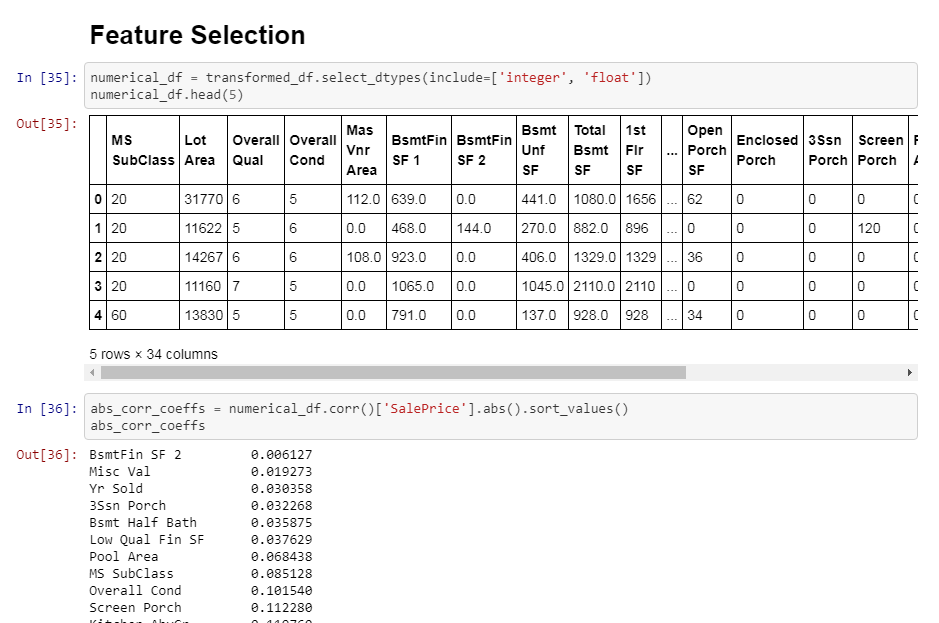 Feature Selection
In [35]: numerical_df = transformed_df.select_dtypes(include=['integer', 'float'])
numerical_df.head(5)
Out[35]:
MS SubClass Lot Area Overall Qual Overall Cond Mas Vnr Area BsmtFin SF 1 BsmtFin SF 2 Bsmt Unf SF Total Bsmt SF 1st Flr SF ... Open Porch SF Enclosed Porch 3Ssn Porch Screen Porch
0 20 31770 6 5 112.0 639.0 0.0 441.0 1080.0 1656 ... 62 0 0 0 0
1 20 11622 5 6 0.0 468.0 144.0 270.0 882.0 896 ... 0 0 0 120 0
2 20 14267 6 6 108.0 923.0 0.0 406.0 1329.0 1329 ... 36 0 0 0 0
3 20 11160 7 5 0.0 1065.0 0.0 1045.0 2110.0 2110 ... 0 0 0 0 0
4 60 13830 5 5 0.0 791.0 0.0 137.0 928.0 928 ... 34 0 0 0 0
5 rows × 34 columns
In [36]: abs_corr_coeffs = numerical_df.corr()['SalePrice'].abs().sort_values()
abs_corr_coeffs
Out[36]: BsmtFin SF 2 0.006127
Misc Val 0.019273
Yr Sold 0.030358
3Ssn Porch 0.032268
Bsmt Half Bath 0.035875
Low Qual Fin SF 0.037629
Pool Area 0.068438
MS SubClass 0.085128
Overall Cond 0.101540
Screen Porch 0.112280